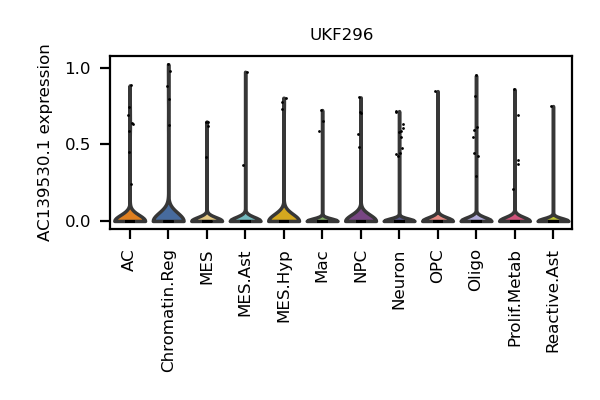 UKF296
AC139530.1 expression
1.0
0.5
0.0
AC
Chromatin.Reg
MES
MES.Ast
MES.Hyp
Mac
NPC
Neuron
OPC
Oligo
Prolif.Metab
Reactive.Ast